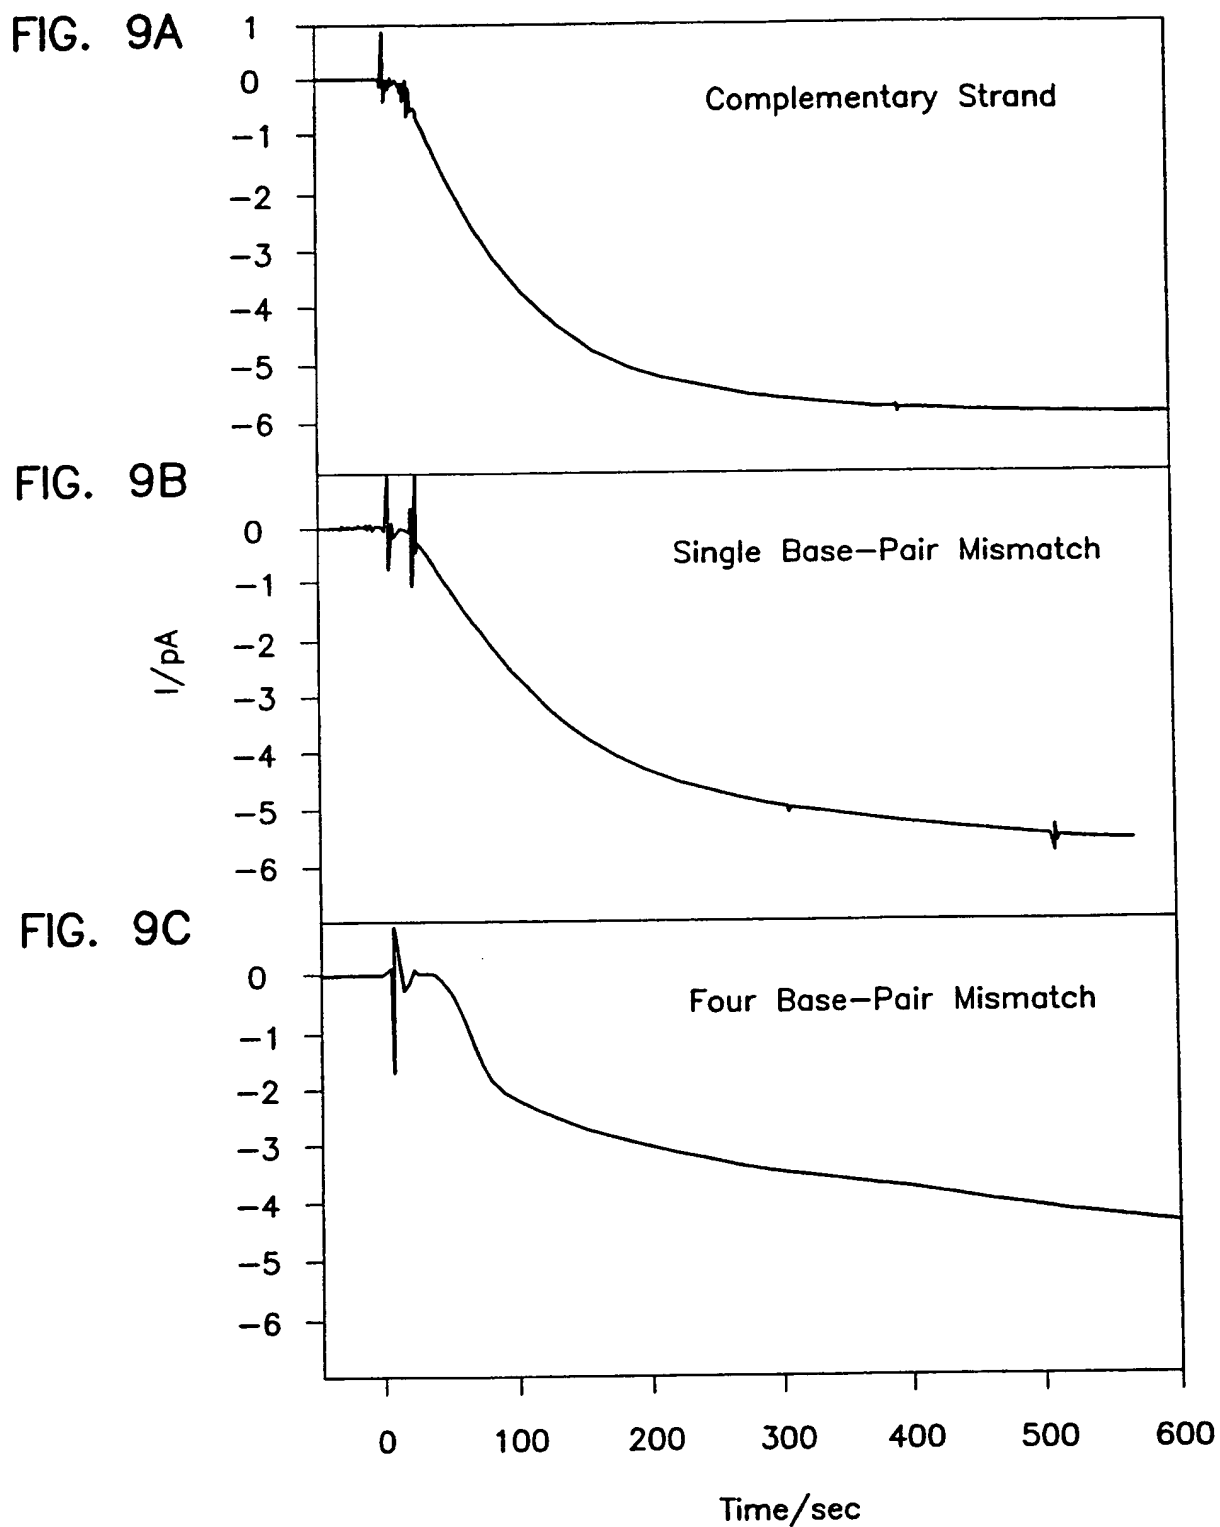 FIG. 9A
1
0
Complementary Strand
−1
−2
−3
−4
−5
−6
FIG. 9B
0
Single Base−Pair Mismatch
−1
−2
I/pA
−3
−4
−5
−6
FIG. 9C
0
Four Base−Pair Mismatch
−1
−2
−3
−4
−5
−6
0 100 200 300 400 500 600
Time/sec